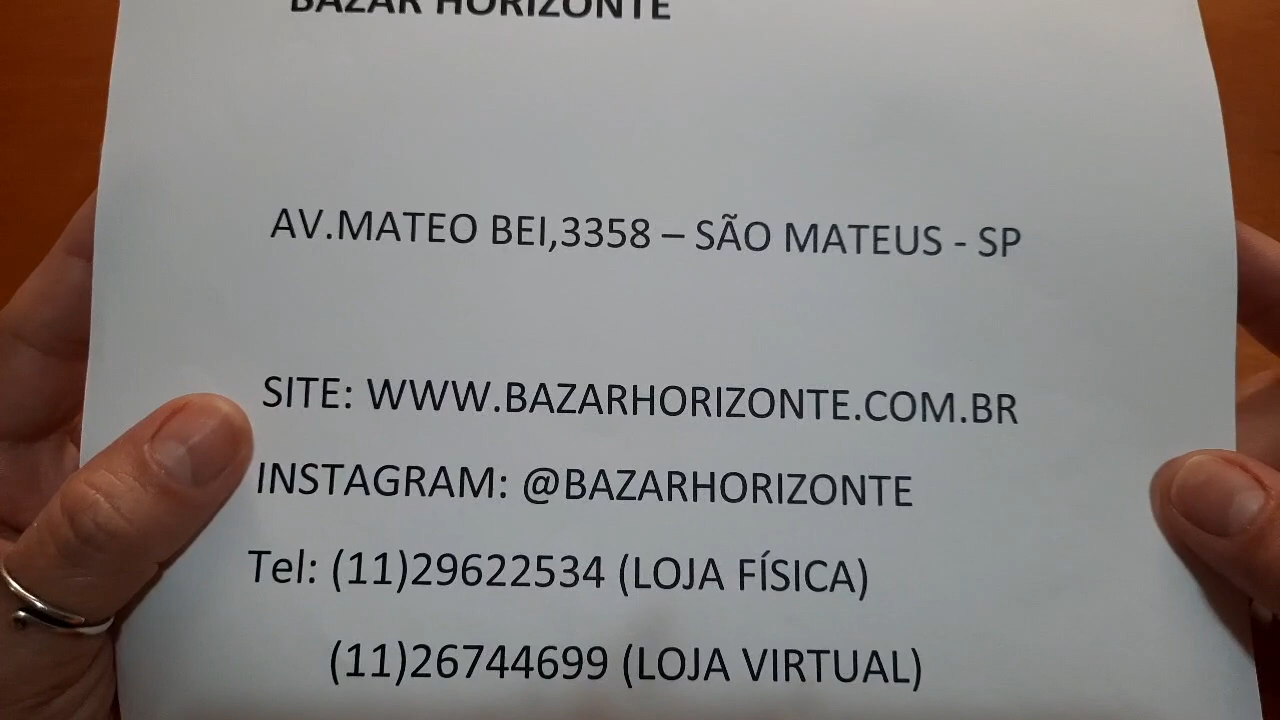 BAZAR HORIZONTE
AV.MATEO BEI,3358 – SÃO MATEUS - SP
SITE: WWW.BAZARHORIZONTE.COM.BR
INSTAGRAM: @BAZARHORIZONTE
Tel: (11)29622534 (LOJA FÍSICA)
(11)26744699 (LOJA VIRTUAL)